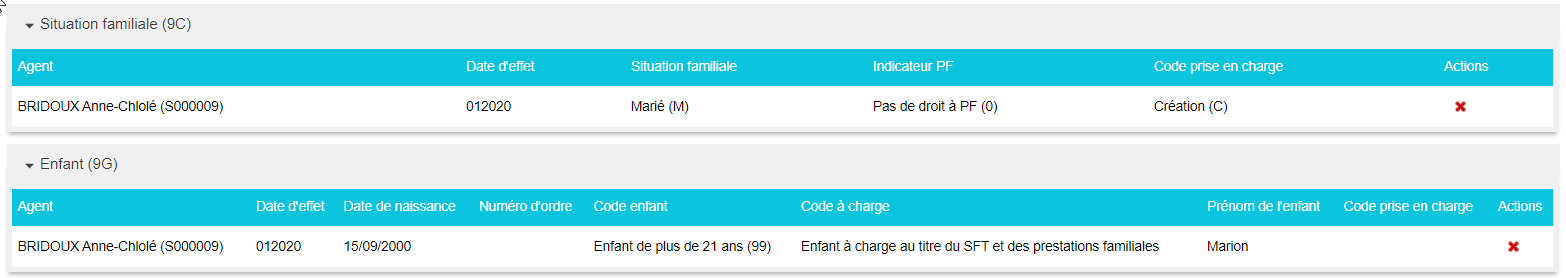 Situation familiale (9C)
Agent Date d'effet Situation familiale Indicateur PF Code prise en charge Actions
BRIDOUX Anne-Chlolé (S000009) 012020 Marié (M) Pas de droit à PF (0) Création (C)
Enfant (9G)
Agent Date d'effet Date de naissance Numéro d'ordre Code enfant Code à charge Prénom de l'enfant Code prise en charge Actions
BRIDOUX Anne-Chlolé (S000009) 012020 15/09/2000 Enfant de plus de 21 ans (99) Enfant à charge au titre du SFT et des prestations familiales Marion